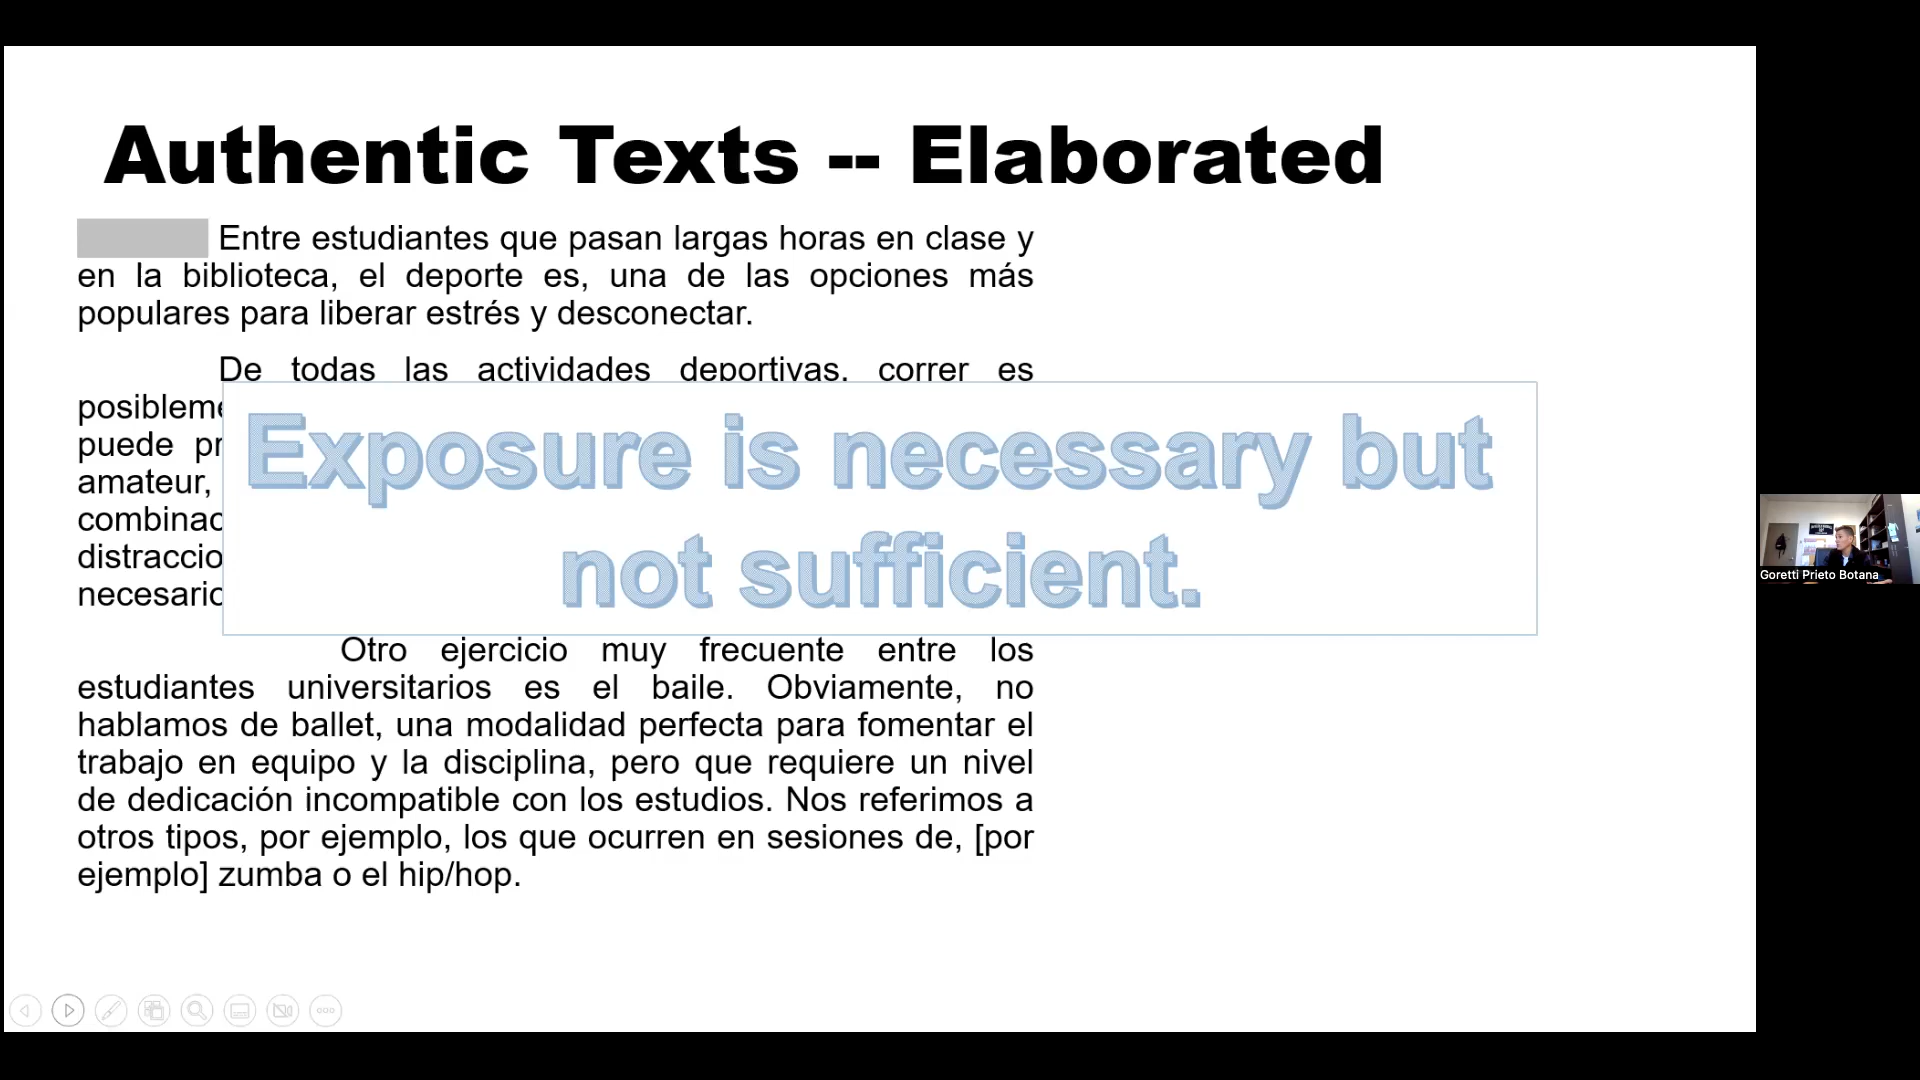 Authentic Texts -- Elaborated
Entre estudiantes que pasan largas horas en clase y
en la biblioteca, el deporte es, una de las opciones más
populares para liberar estrés y desconectar.
De todas las actividades deportivas, correr es
puede
amateur,
Exposure is necessary but
not sufficient.
Otro ejercicio muy frecuente entre los
estudiantes universitarios es el baile. Obviamente, no
hablamos de ballet, una modalidad perfecta para fomentar el
trabajo en equipo y la disciplina, pero que requiere un nivel
de dedicación incompatible con los estudios. Nos referimos a
otros tipos, por ejemplo, los que ocurren en sesiones de, [por
ejemplo] zumba o el hip/hop.
Goretti Prieto Botana